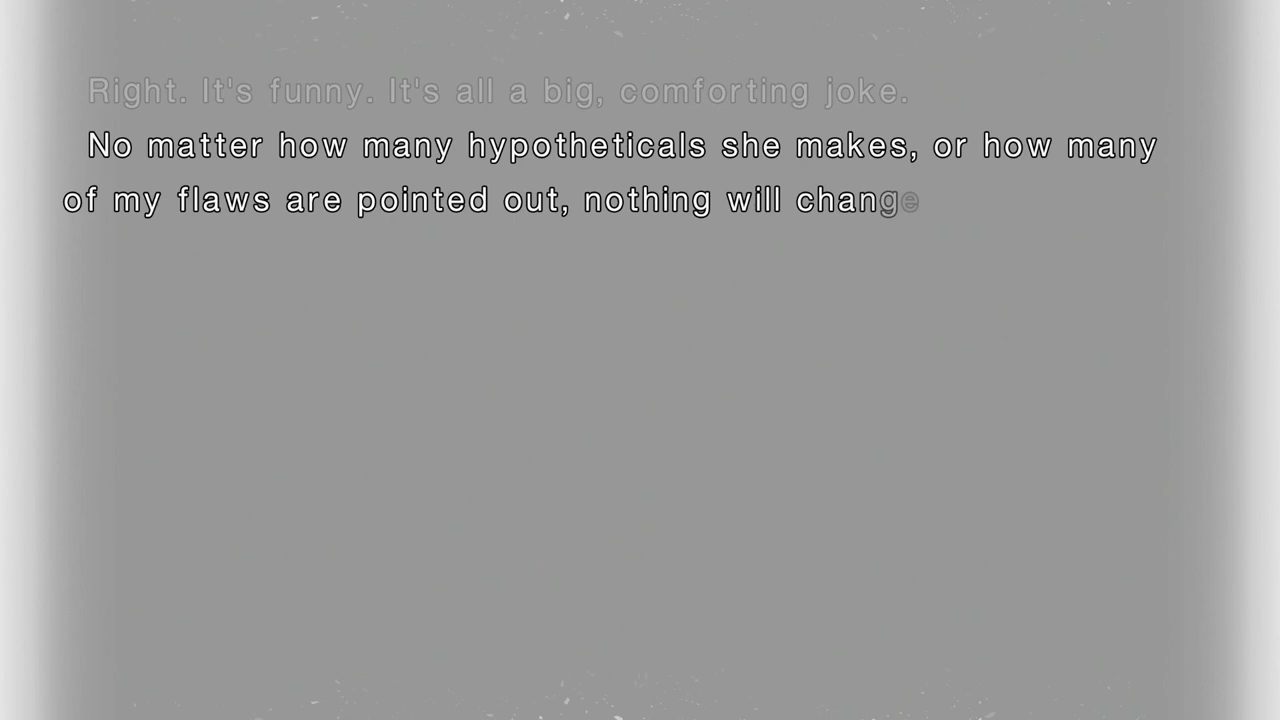 Right. It's funny. It's all a big, comforting joke.
No matter how many hypotheticals she makes, or how many
of my flaws are pointed out, nothing will change